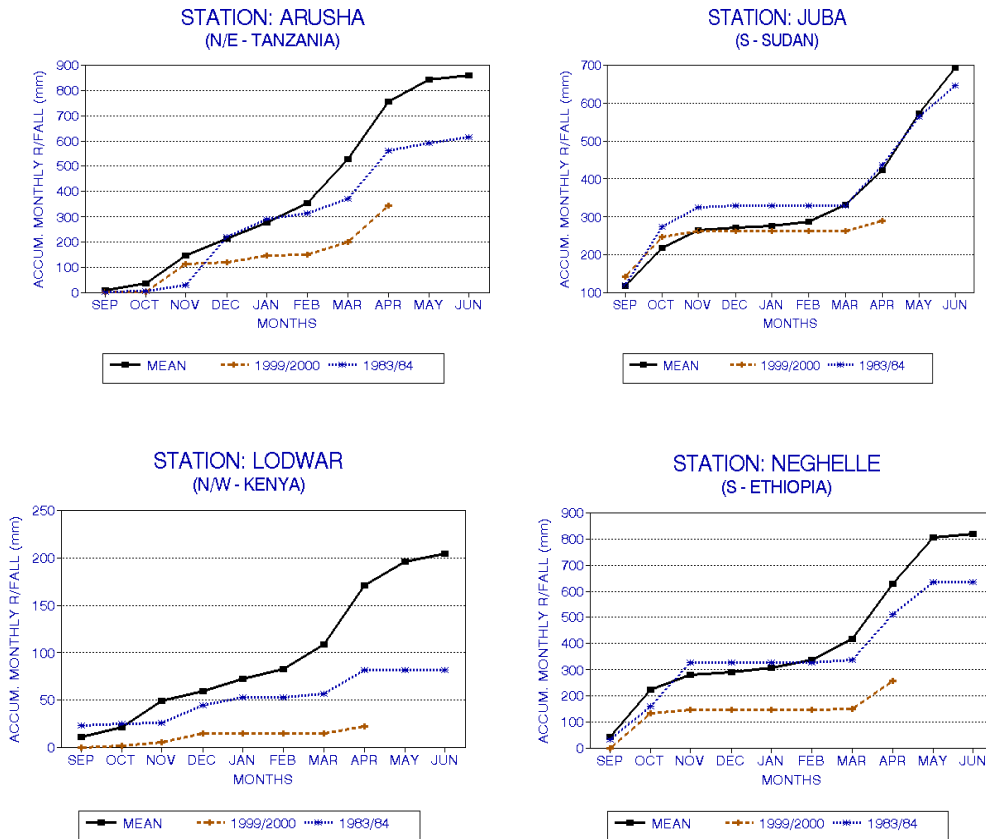 STATION: ARUSHA
(N/E - TANZANIA)
ACCUM. MONTHLY R/FALL (mm)
900
800
700
600
500
400
300
200
100
0
SEP OCT NOV DEC JAN FEB MAR APR MAY JUN
MONTHS
MEAN 1999/2000 1983/84
STATION: JUBA
(S - SUDAN)
ACCUM. MONTHLY R/FALL (mm)
700
600
500
400
300
200
100
SEP OCT NOV DEC JAN FEB MAR APR MAY JUN
MONTHS
MEAN 1999/2000 1983/84
STATION: LODWAR
(N/W - KENYA)
ACCUM. MONTHLY R/FALL (mm)
250
200
150
100
50
0
SEP OCT NOV DEC JAN FEB MAR APR MAY JUN
MONTHS
MEAN 1999/2000 1983/84
STATION: NEGHELLE
(S - ETHIOPIA)
ACCUM. MONTHLY R/FALL (mm)
900
800
700
600
500
400
300
200
100
0
SEP OCT NOV DEC JAN FEB MAR APR MAY JUN
MONTHS
MEAN 1999/2000 1983/84